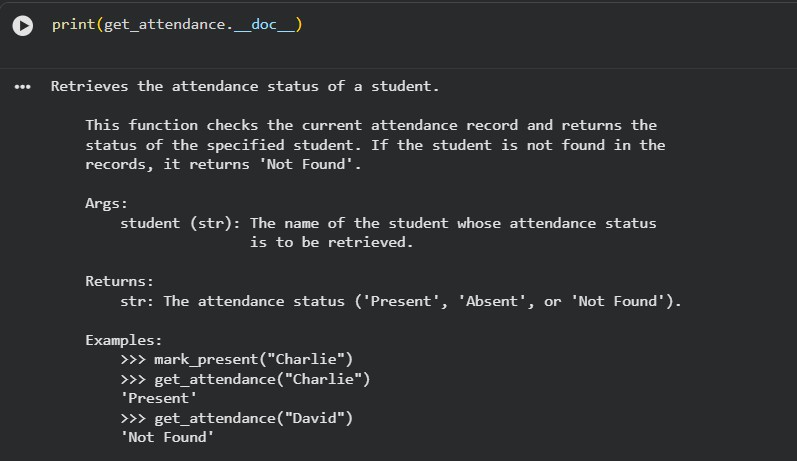 print(get_attendance.__doc__)
Retrieves the attendance status of a student.
This function checks the current attendance record and returns the
status of the specified student. If the student is not found in the
records, it returns 'Not Found'.
Args:
student (str): The name of the student whose attendance status
is to be retrieved.
Returns:
str: The attendance status ('Present', 'Absent', or 'Not Found').
Examples:
>>> mark_present("Charlie")
>>> get_attendance("Charlie")
'Present'
>>> get_attendance("David")
'Not Found'